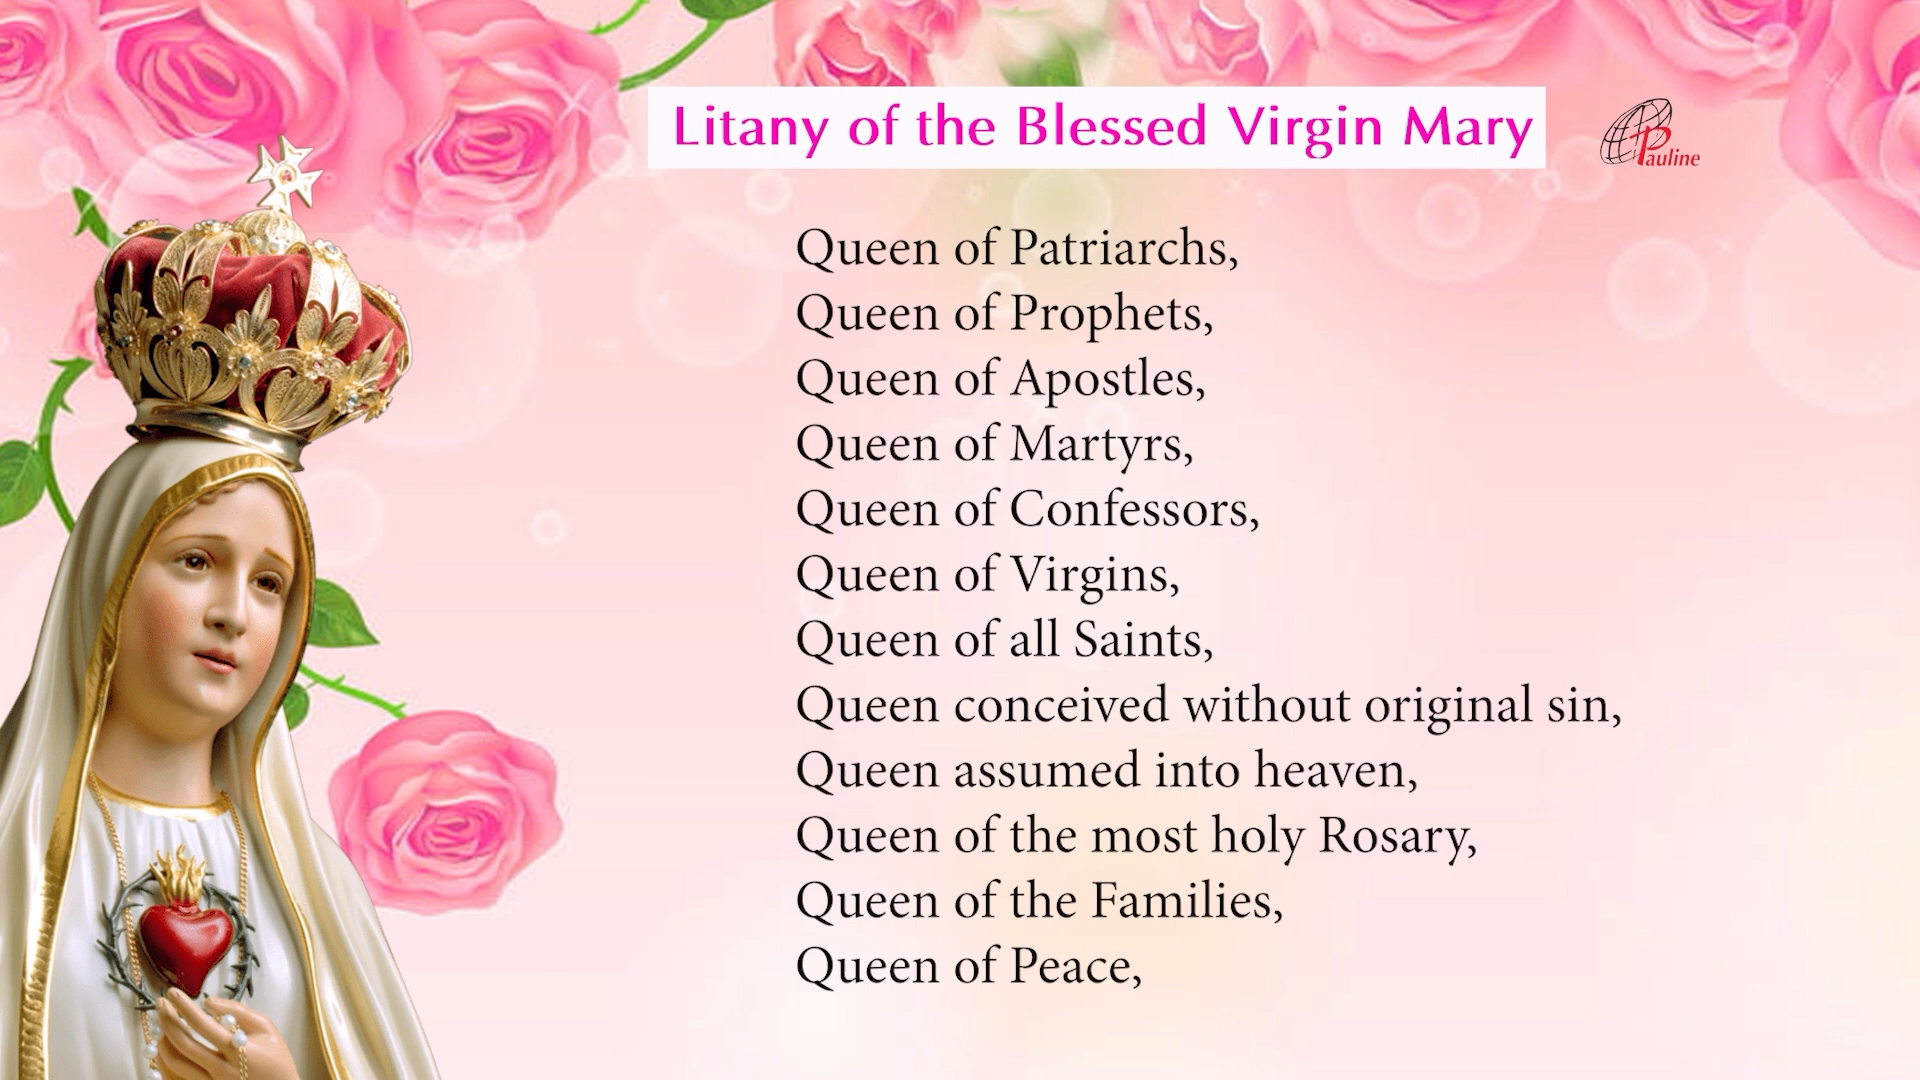 Litany of the Blessed Virgin Mary
Pauline
Queen of Patriarchs,
Queen of Prophets,
Queen of Apostles,
Queen of Martyrs,
Queen of Confessors,
Queen of Virgins,
Queen of all Saints,
Queen conceived without original sin,
Queen assumed into heaven,
Queen of the most holy Rosary,
Queen of the Families,
Queen of Peace,